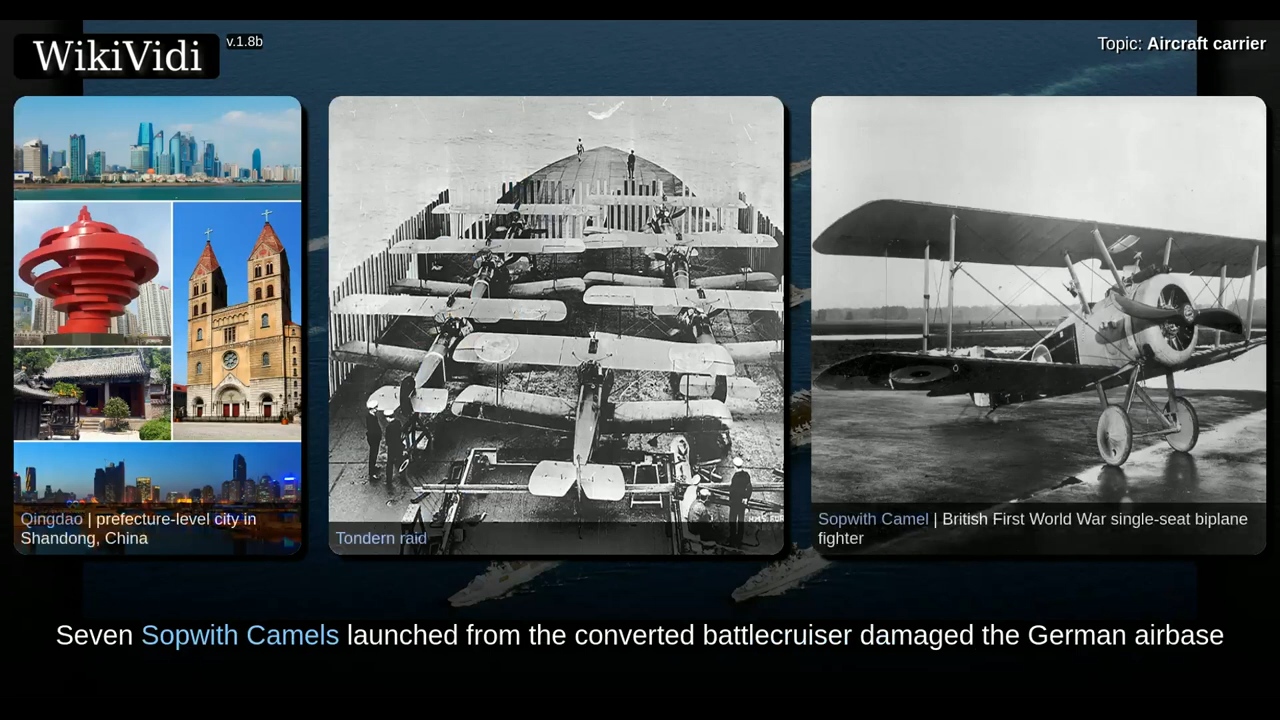 WikiVidi
v.1.8b
Topic: Aircraft carrier
Qingdao | prefecture-level city in
Shandong, China
Tondern raid
Sopwith Camel | British First World War single-seat biplane
fighter
Seven Sopwith Camels launched from the converted battlecruiser damaged the German airbase